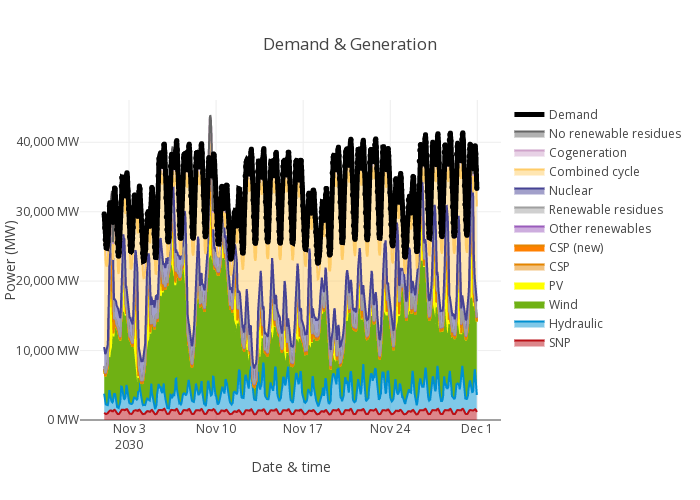 Demand & Generation
Power (MW)
40,000 MW
30,000 MW
20,000 MW
10,000 MW
0 MW
Nov 3
2030
Nov 10
Nov 17
Nov 24
Dec 1
Date & time
Demand
No renewable residues
Cogeneration
Combined cycle
Nuclear
Renewable residues
Other renewables
CSP (new)
CSP
PV
Wind
Hydraulic
SNP